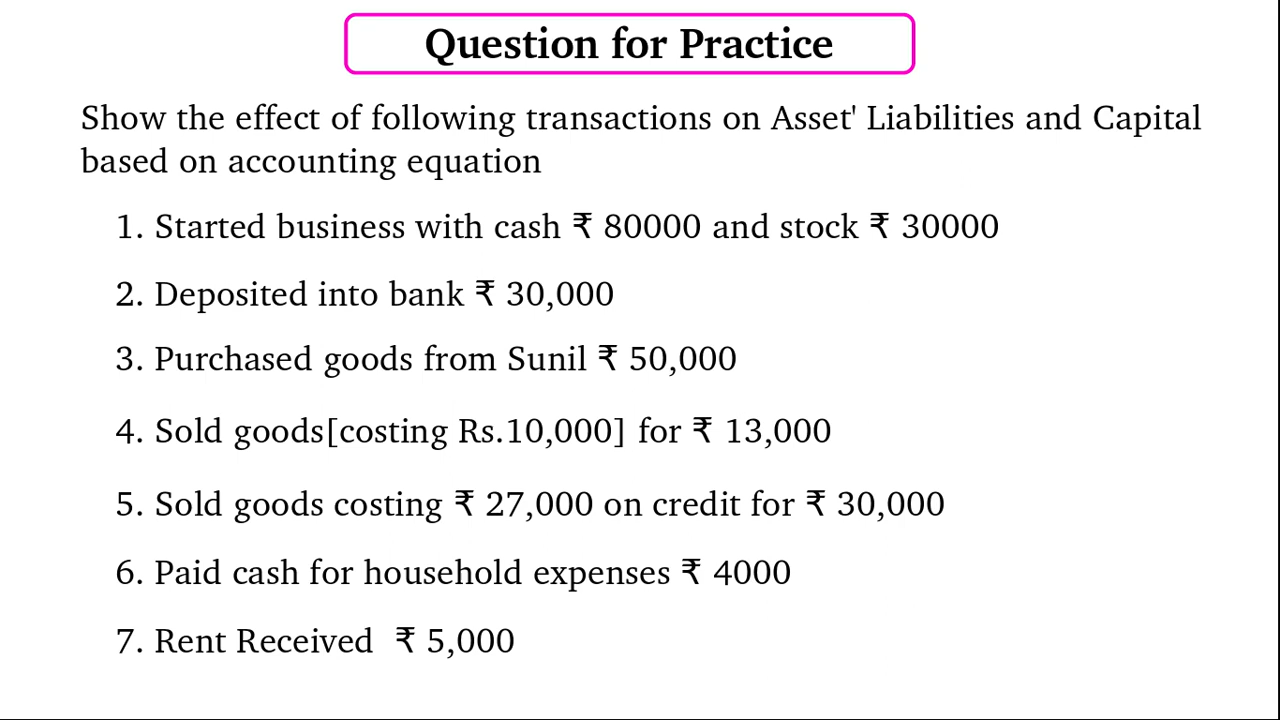 Question for Practice
Show the effect of following transactions on Asset' Liabilities and Capital
based on accounting equation
1. Started business with cash ₹ 80000 and stock ₹ 30000
2. Deposited into bank ₹ 30,000
3. Purchased goods from Sunil ₹ 50,000
4. Sold goods[costing Rs.10,000] for ₹ 13,000
5. Sold goods costing ₹ 27,000 on credit for ₹ 30,000
6. Paid cash for household expenses ₹ 4000
7. Rent Received ₹ 5,000